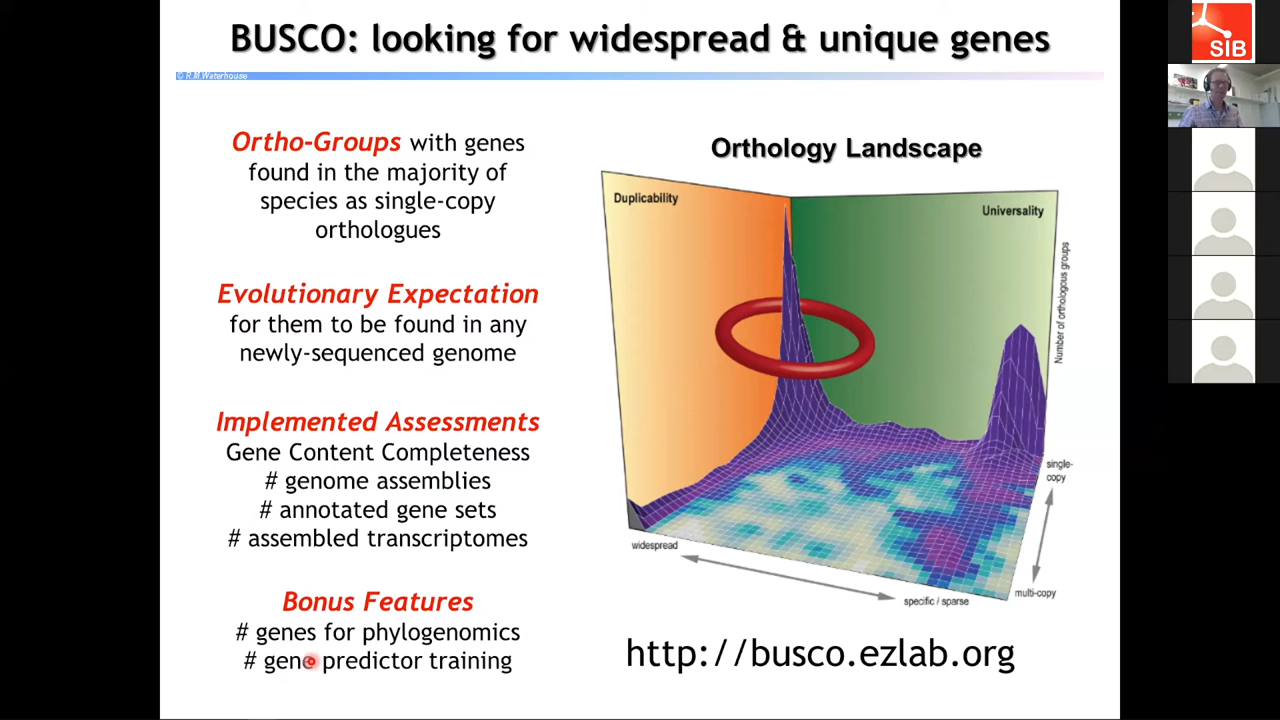 BUSCO: looking for widespread & unique genes
© R.M.Waterhouse
Ortho-Groups with genes
found in the majority of
species as single-copy
orthologues
Evolutionary Expectation
for them to be found in any
newly-sequenced genome
Implemented Assessments
Gene Content Completeness
# genome assemblies
# annotated gene sets
# assembled transcriptomes
Bonus Features
# genes for phylogenomics
# gene predictor training
Orthology Landscape
Duplicability
Universality
Number of orthologous groups
single-
copy
multi-copy
widespread
specific / sparse
http://busco.ezlab.org
SIB